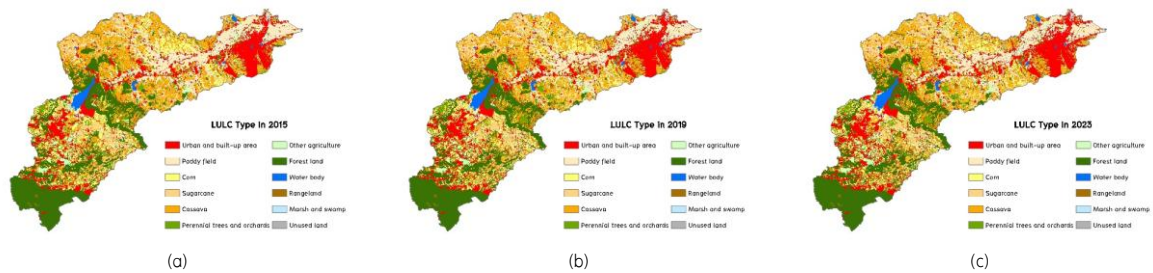 LULC Type in 2015
Urban and built-up area
Other agriculture
Paddy field
Forest land
Corn
Water body
Sugarcane
Rangeland
Cassava
Marsh and swamp
Perennial trees and orchards
Unused land
(a)
LULC Type in 2019
Urban and built-up area
Other agriculture
Paddy field
Forest land
Corn
Water body
Sugarcane
Rangeland
Cassava
Marsh and swamp
Perennial trees and orchards
Unused land
(b)
LULC Type in 2023
Urban and built-up area
Other agriculture
Paddy field
Forest land
Corn
Water body
Sugarcane
Rangeland
Cassava
Marsh and swamp
Perennial trees and orchards
Unused land
(c)